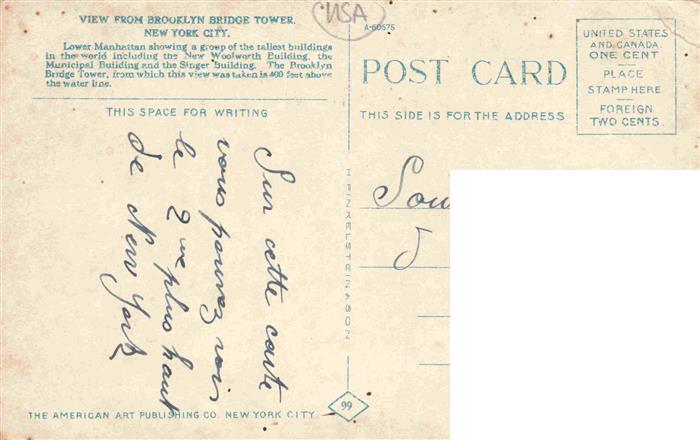 VIEW FROM BROOKLYN BRIDGE TOWER.
NEW YORK CITY.
Lower Manhattan showing a group of the tallest buildings
in the world including the New Woolworth Building, the
Municipal Building and the Singer Building. The Brooklyn
Bridge Tower, from which this view was taken is 400 feet above
the water line.
THIS SPACE FOR WRITING
Sur cette carte
vous pouvez voir
le 2me plus haut
de New York
THE AMERICAN ART PUBLISHING CO. NEW YORK CITY.
USA
H FINKELSTEIN & SON
99
A-60675
POST CARD
THIS SIDE IS FOR THE ADDRESS
UNITED STATES
AND CANADA.
ONE CENT
PLACE
STAMP HERE
FOREIGN
TWO CENTS.